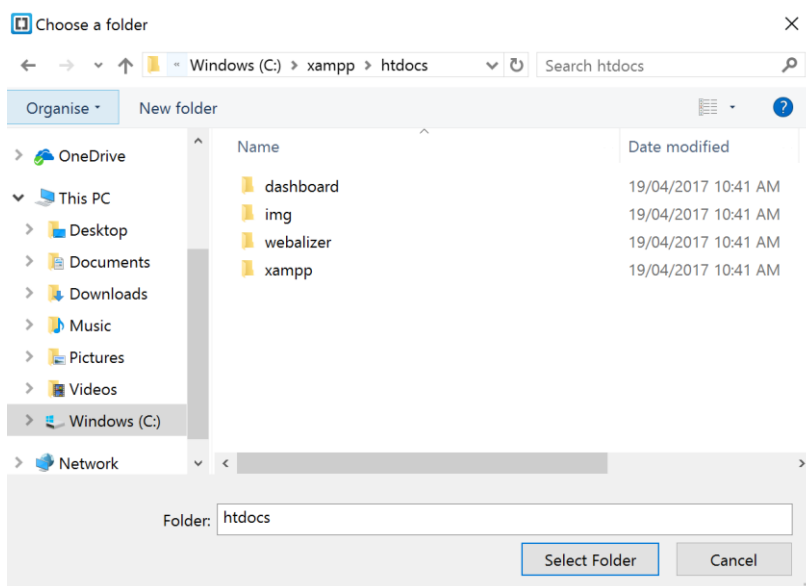 Choose a folder
« Windows (C:) > xampp > htdocs
Search htdocs
Organise
New folder
?
Name
Date modified
OneDrive
This PC
Desktop
Documents
Downloads
Music
Pictures
Videos
Windows (C:)
Network
dashboard 19/04/2017 10:41 AM
img 19/04/2017 10:41 AM
webalizer 19/04/2017 10:41 AM
xampp 19/04/2017 10:41 AM
Folder: htdocs
Select Folder
Cancel